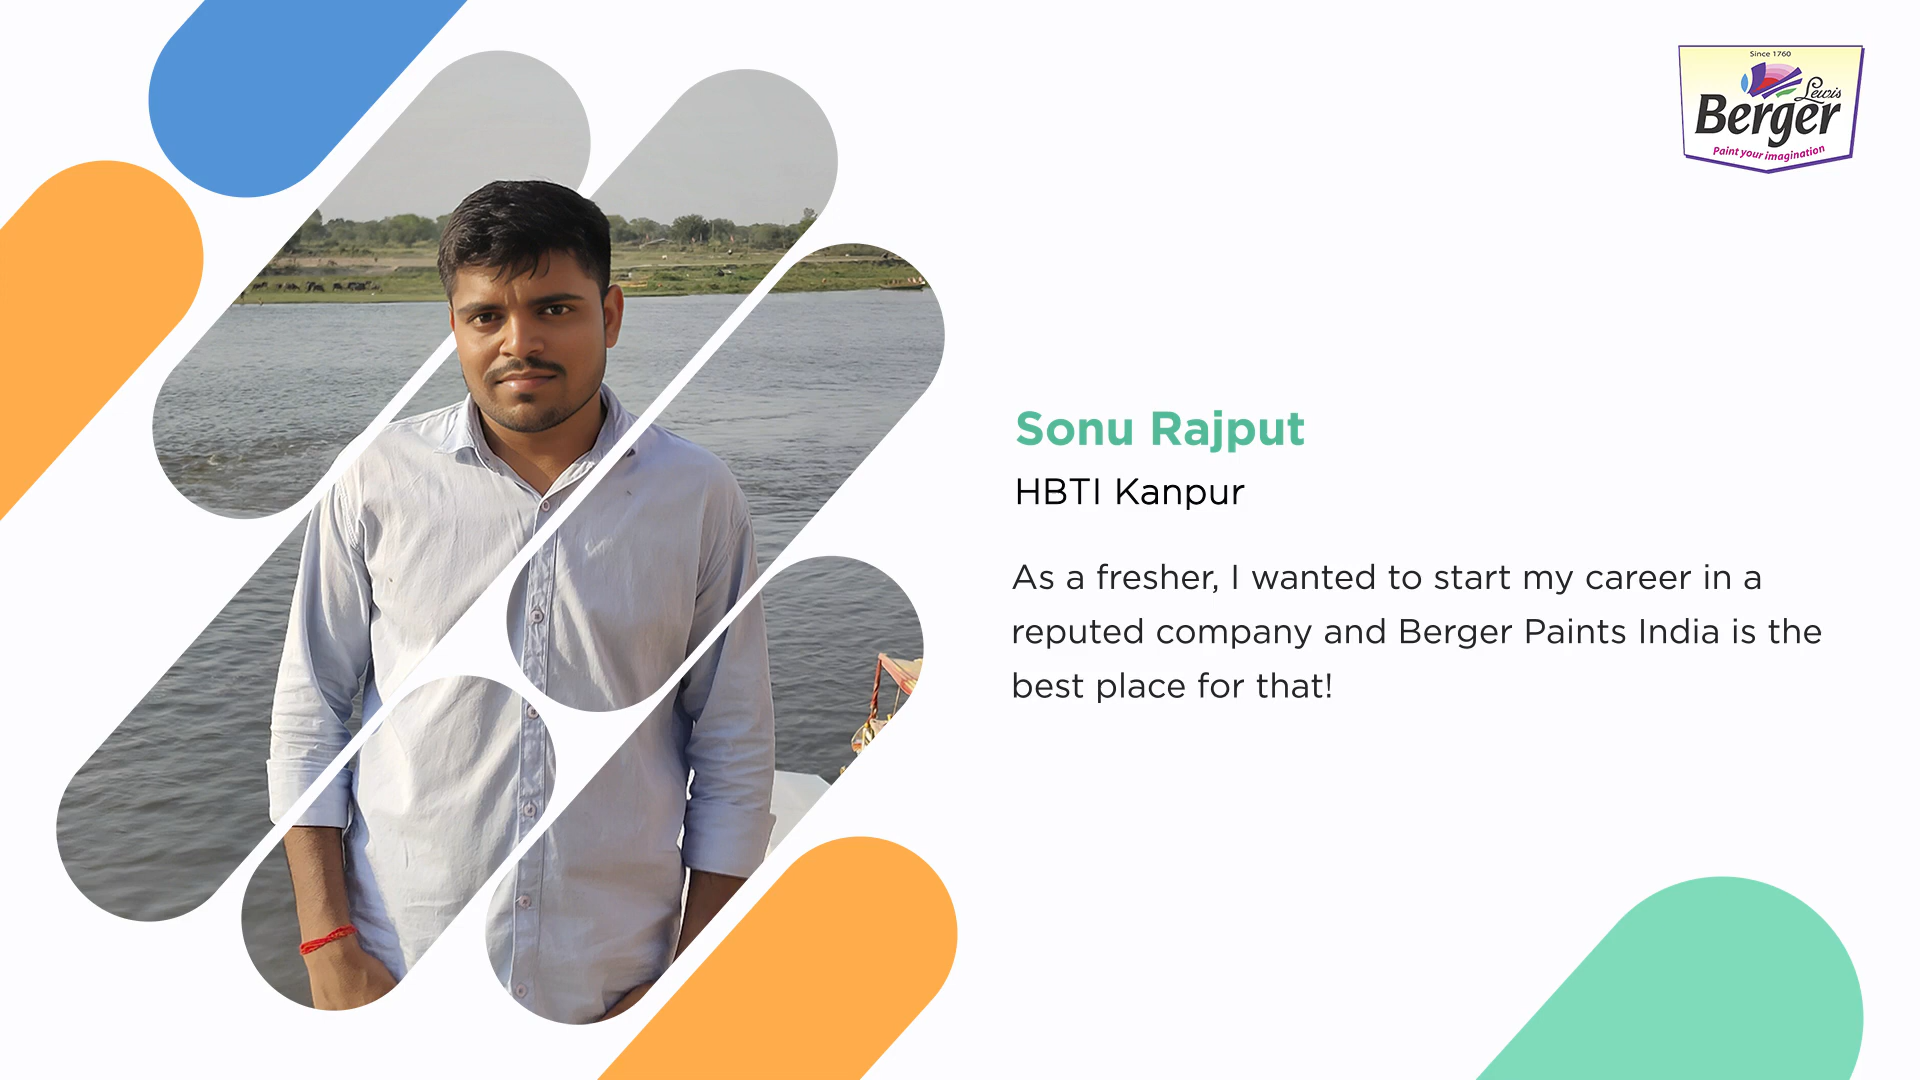 Since 1760
Lewis
Berger
Paint your imagination
Sonu Rajput
HBTI Kanpur
As a fresher, I wanted to start my career in a
reputed company and Berger Paints India is the
best place for that!